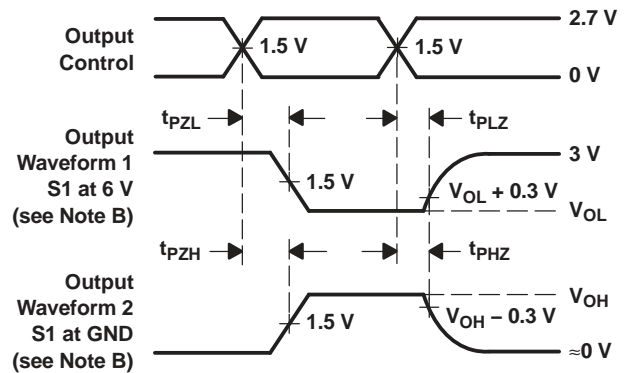 Output
Control
1.5 V
1.5 V
2.7 V
0 V
tPZL
tPLZ
Output
Waveform 1
S1 at 6 V
(see Note B)
1.5 V
3 V
VOL + 0.3 V
VOL
tPZH
tPHZ
Output
Waveform 2
S1 at GND
(see Note B)
1.5 V
VOH
VOH − 0.3 V
≈0 V